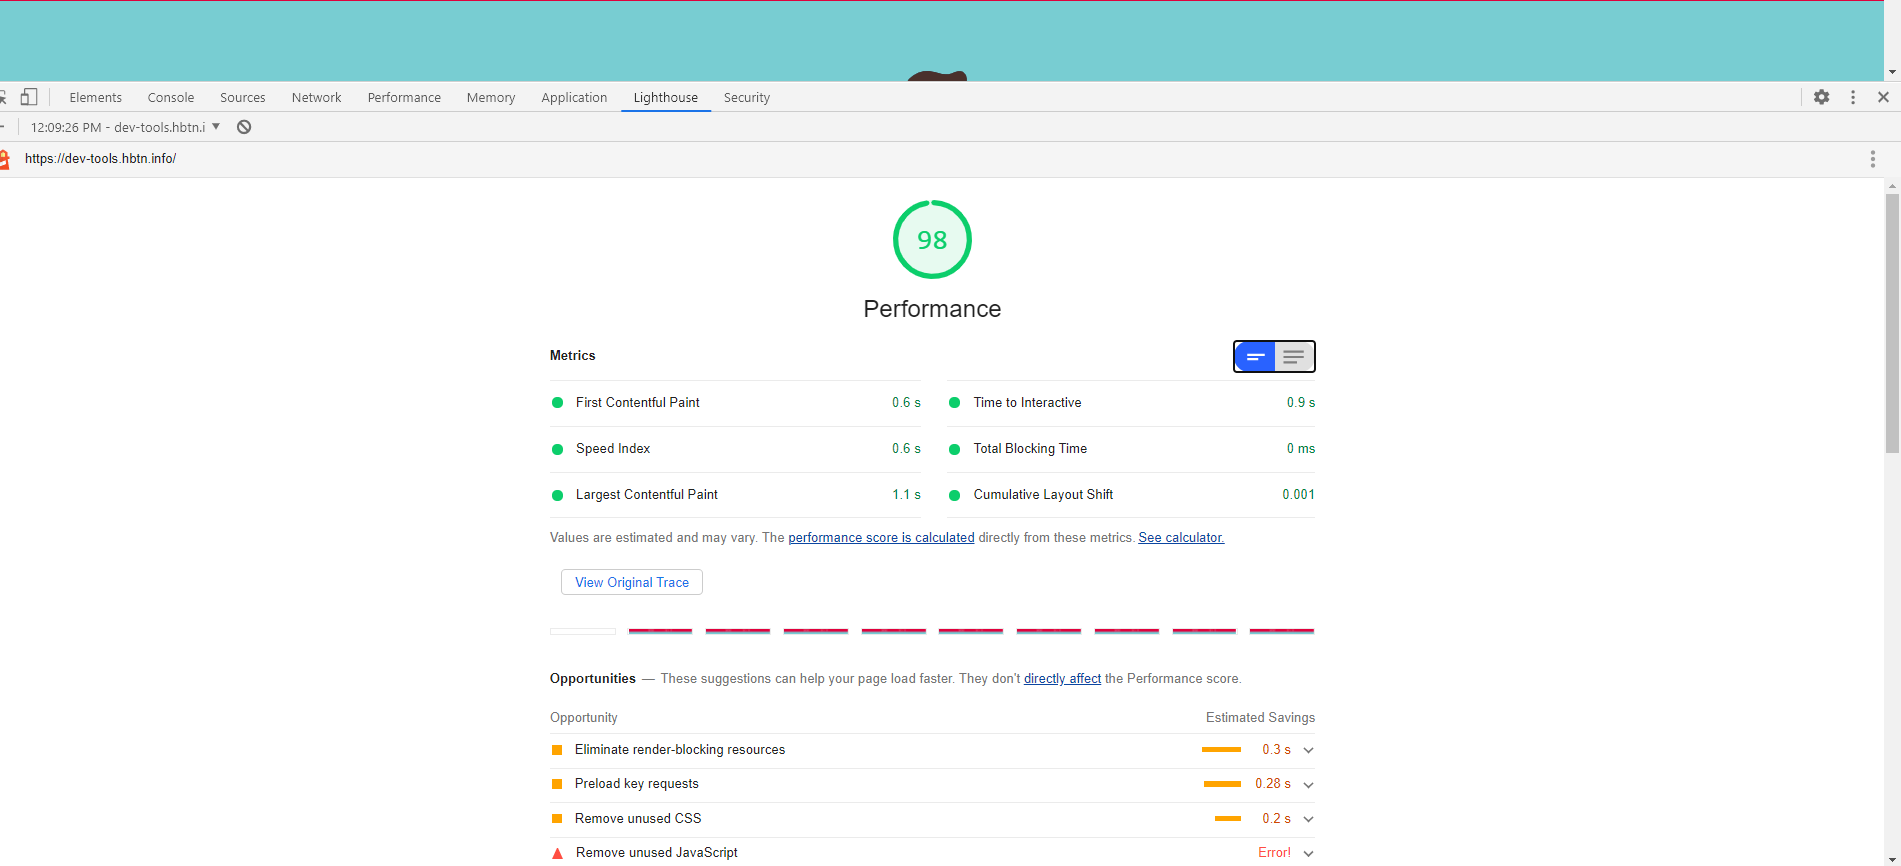 Elements Console Sources Network Performance Memory Application Lighthouse Security
12:09:26 PM - dev-tools.hbtn.i
https://dev-tools.hbtn.info/
98
Performance
Metrics
First Contentful Paint 0.6 s
Time to Interactive 0.9 s
Speed Index 0.6 s
Total Blocking Time 0 ms
Largest Contentful Paint 1.1 s
Cumulative Layout Shift 0.001
Values are estimated and may vary. The performance score is calculated directly from these metrics. See calculator.
View Original Trace
Opportunities — These suggestions can help your page load faster. They don't directly affect the Performance score.
Opportunity Estimated Savings
Eliminate render-blocking resources 0.3 s
Preload key requests 0.28 s
Remove unused CSS 0.2 s
Remove unused JavaScript Error!